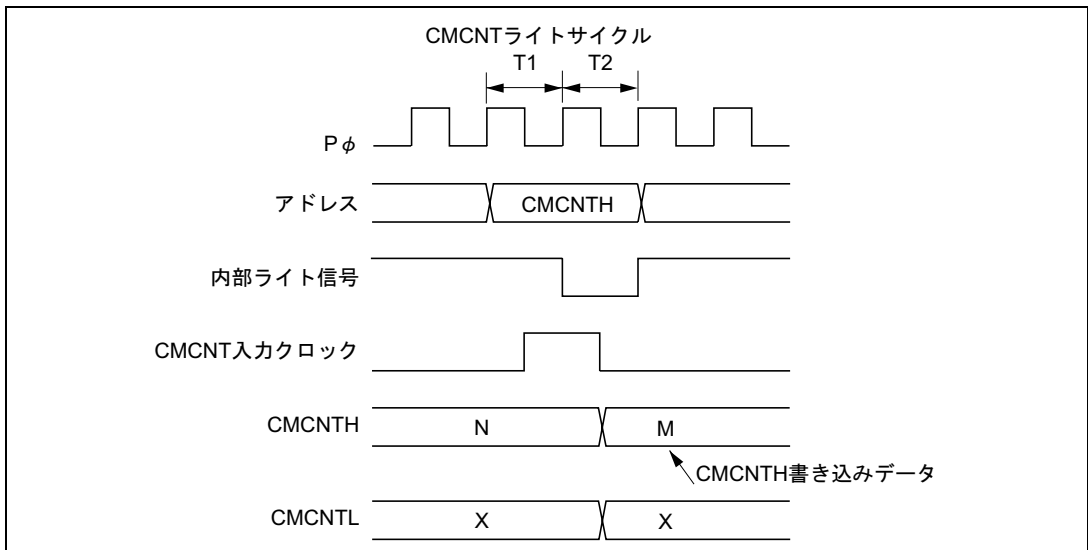 CMCNTライトサイクル
T1 T2
Pφ
アドレス CMCNTH
内部ライト信号
CMCNT入力クロック
CMCNTH N M
CMCNTH書き込みデータ
CMCNTL X X